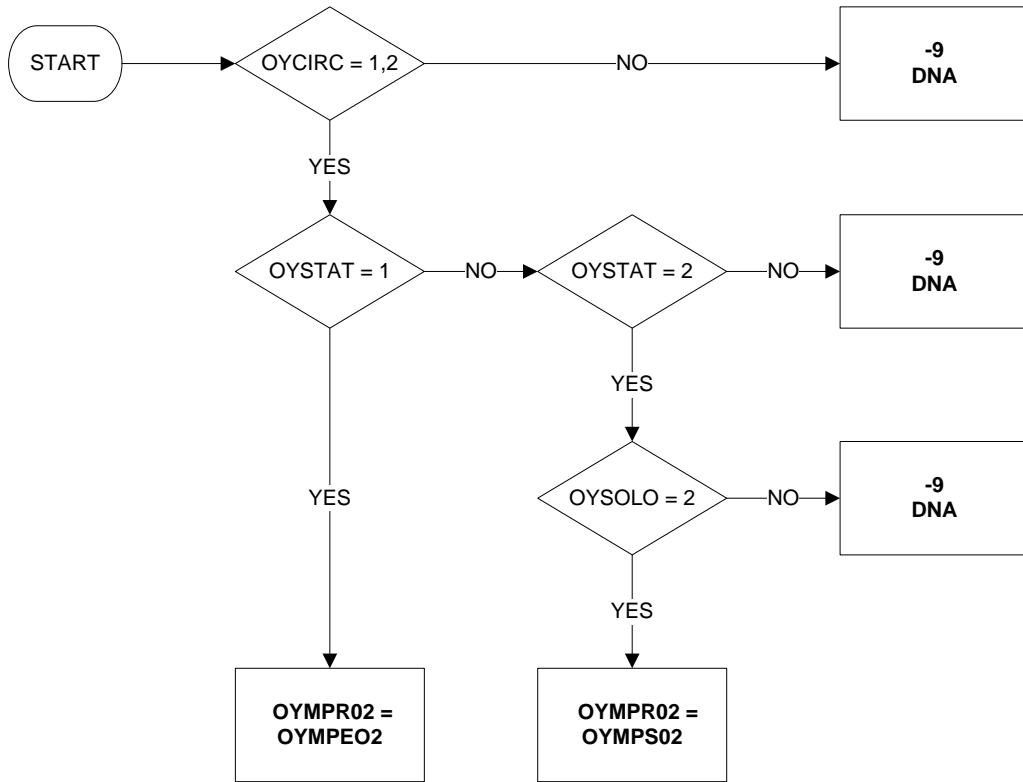 START
OYCIRC = 1,2
NO
-9
DNA
YES
OYSTAT = 1
NO
OYSTAT = 2
NO
-9
DNA
YES
OYSOLO = 2
NO
-9
DNA
YES
YES
OYMPR02 =
OYMPEO2
OYMPR02 =
OYMPS02